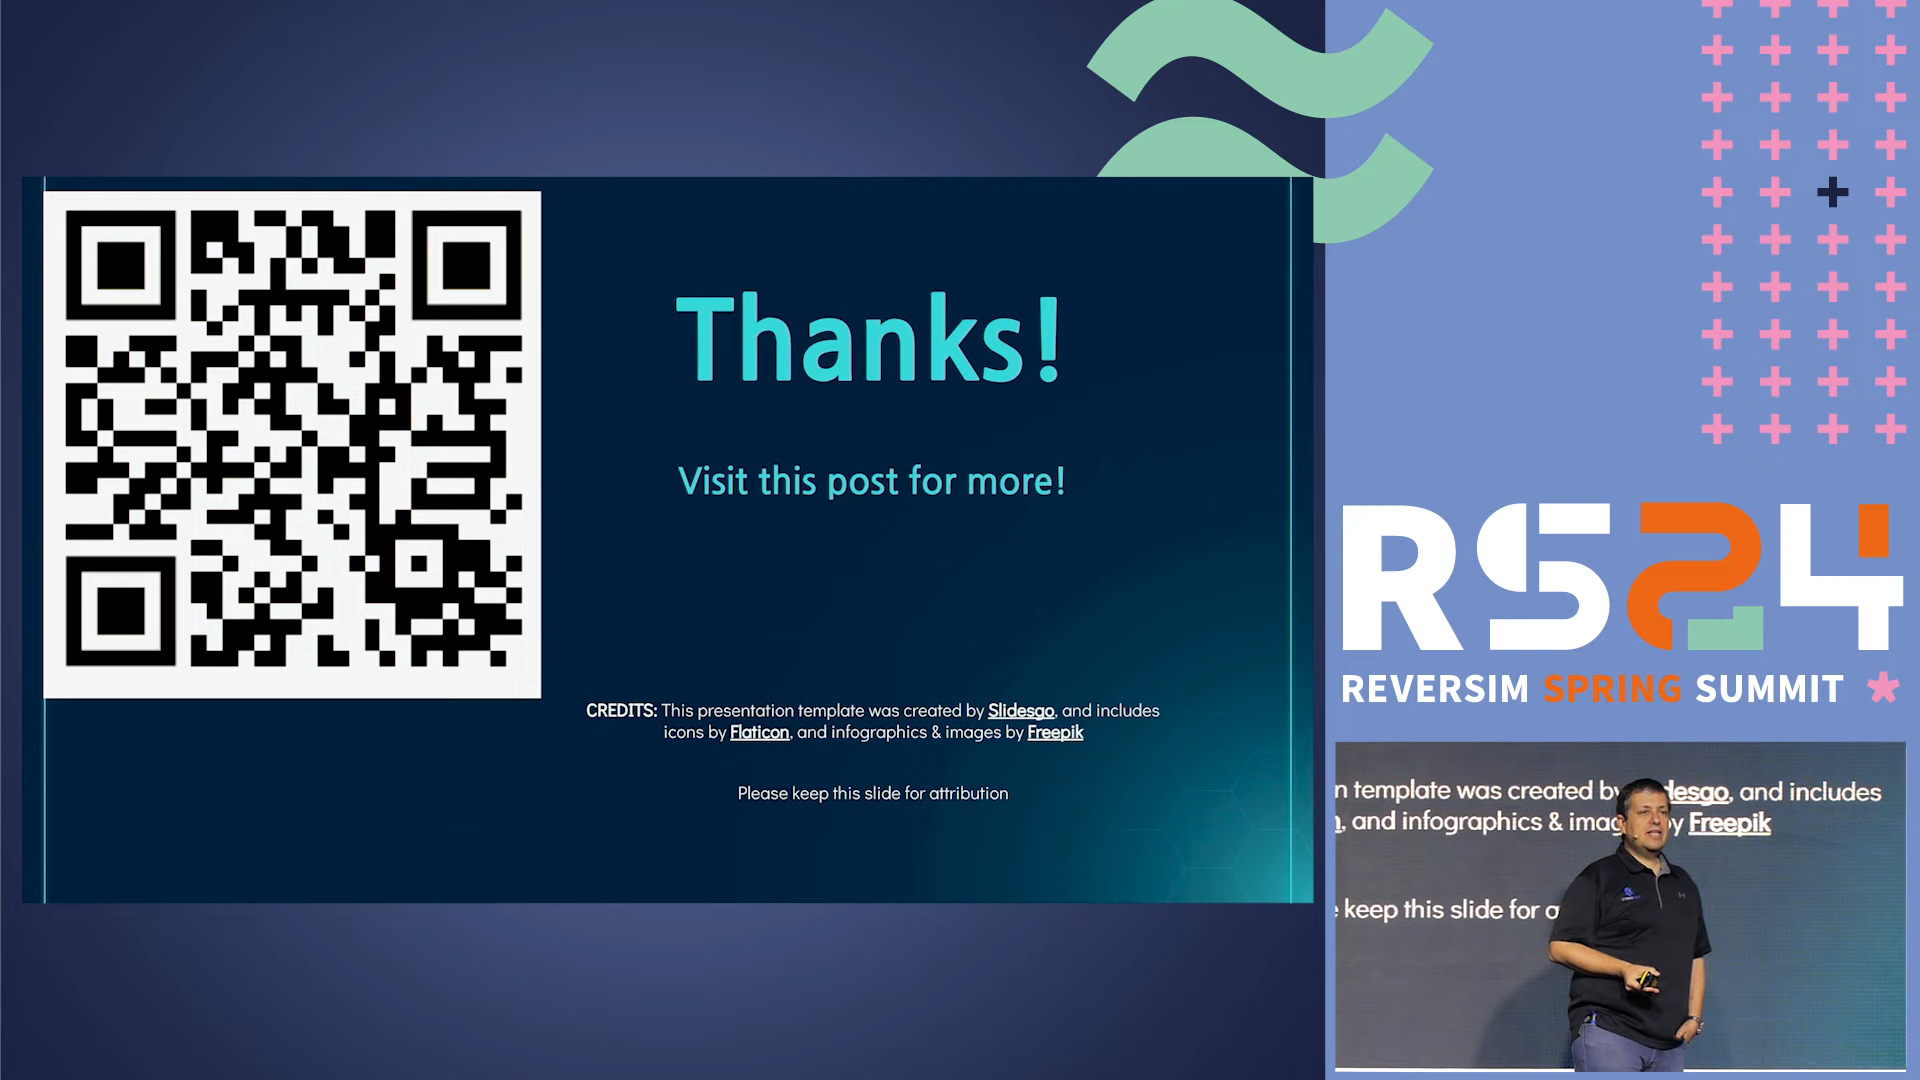 Thanks!
Visit this post for more!
CREDITS: This presentation template was created by Slidesgo, and includes
icons by Flaticon, and infographics & images by Freepik
Please keep this slide for attribution
RS24
REVERSIM SPRING SUMMIT
n template was created by desgo, and includes
, and infographics & imag y Freepik
keep this slide for a